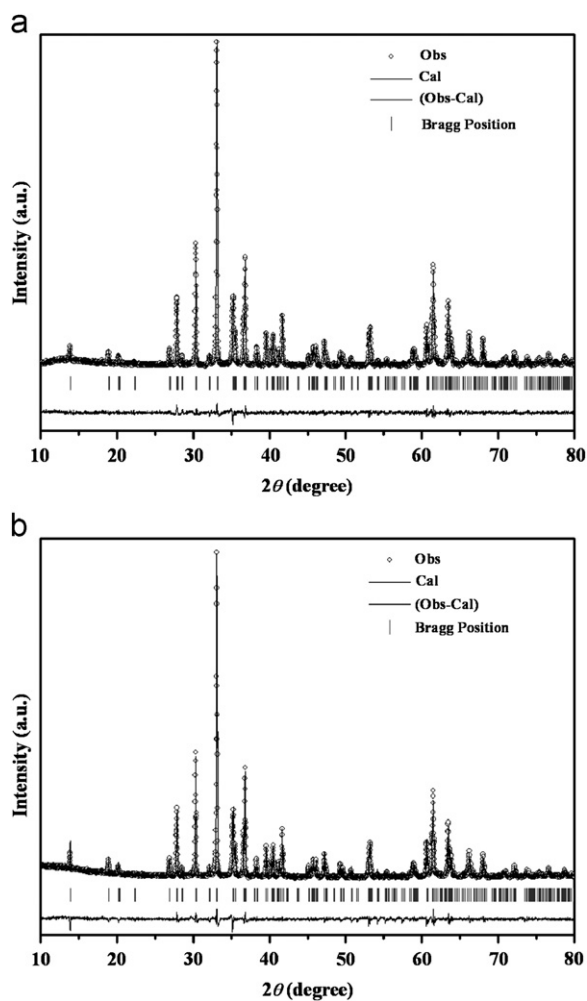 a
Obs
Cal
(Obs-Cal)
Bragg Position
Intensity (a.u.)
10 20 30 40 50 60 70 80
2θ (degree)
b
Obs
Cal
(Obs-Cal)
Bragg Position
Intensity (a.u.)
10 20 30 40 50 60 70 80
2θ (degree)